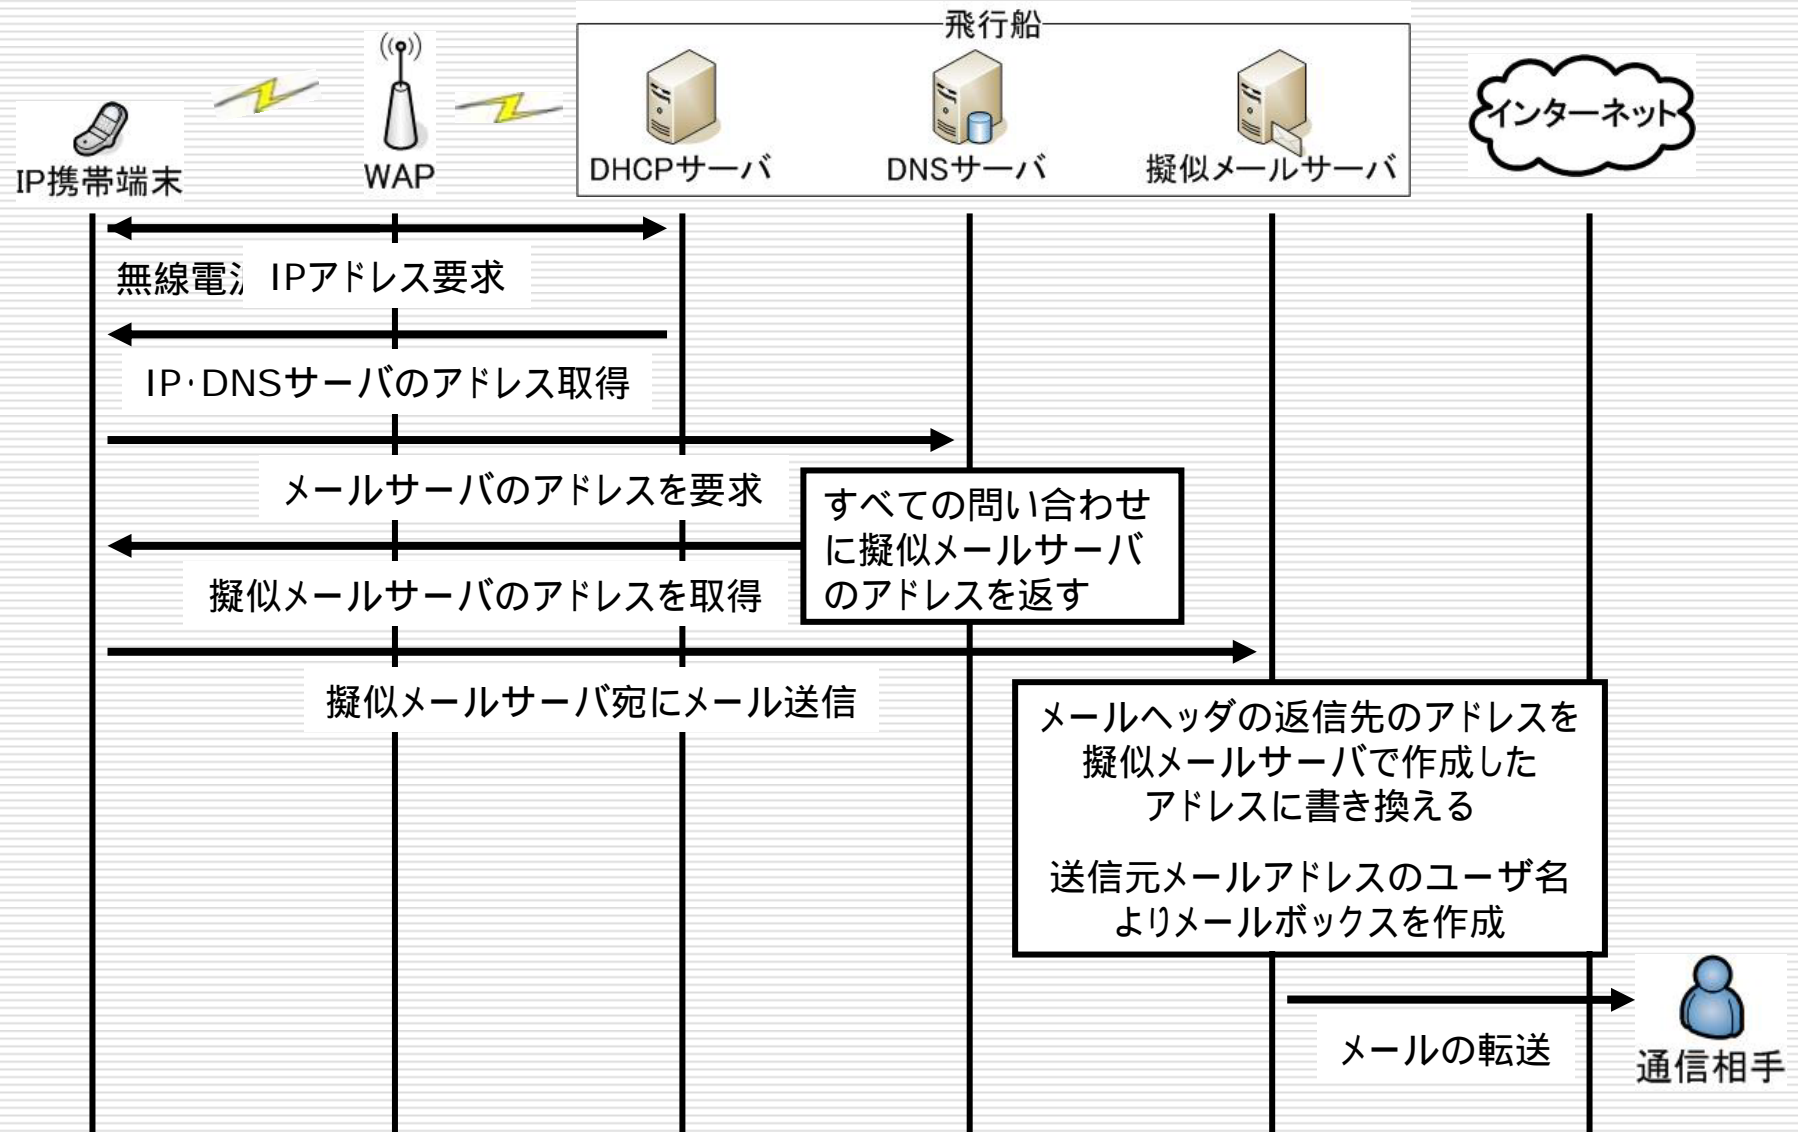 飛行船
インターネット
IP携帯端末
WAP
DHCPサーバ
DNSサーバ
擬似メールサーバ
無線電
IPアドレス要求
IP・DNSサーバのアドレス取得
メールサーバのアドレスを要求
すべての問い合わせ
に擬似メールサーバ
のアドレスを返す
擬似メールサーバのアドレスを取得
擬似メールサーバ宛にメール送信
メールヘッダの返信先のアドレスを
擬似メールサーバで作成した
アドレスに書き換える
送信元メールアドレスのユーザ名
よりメールボックスを作成
メールの転送
通信相手